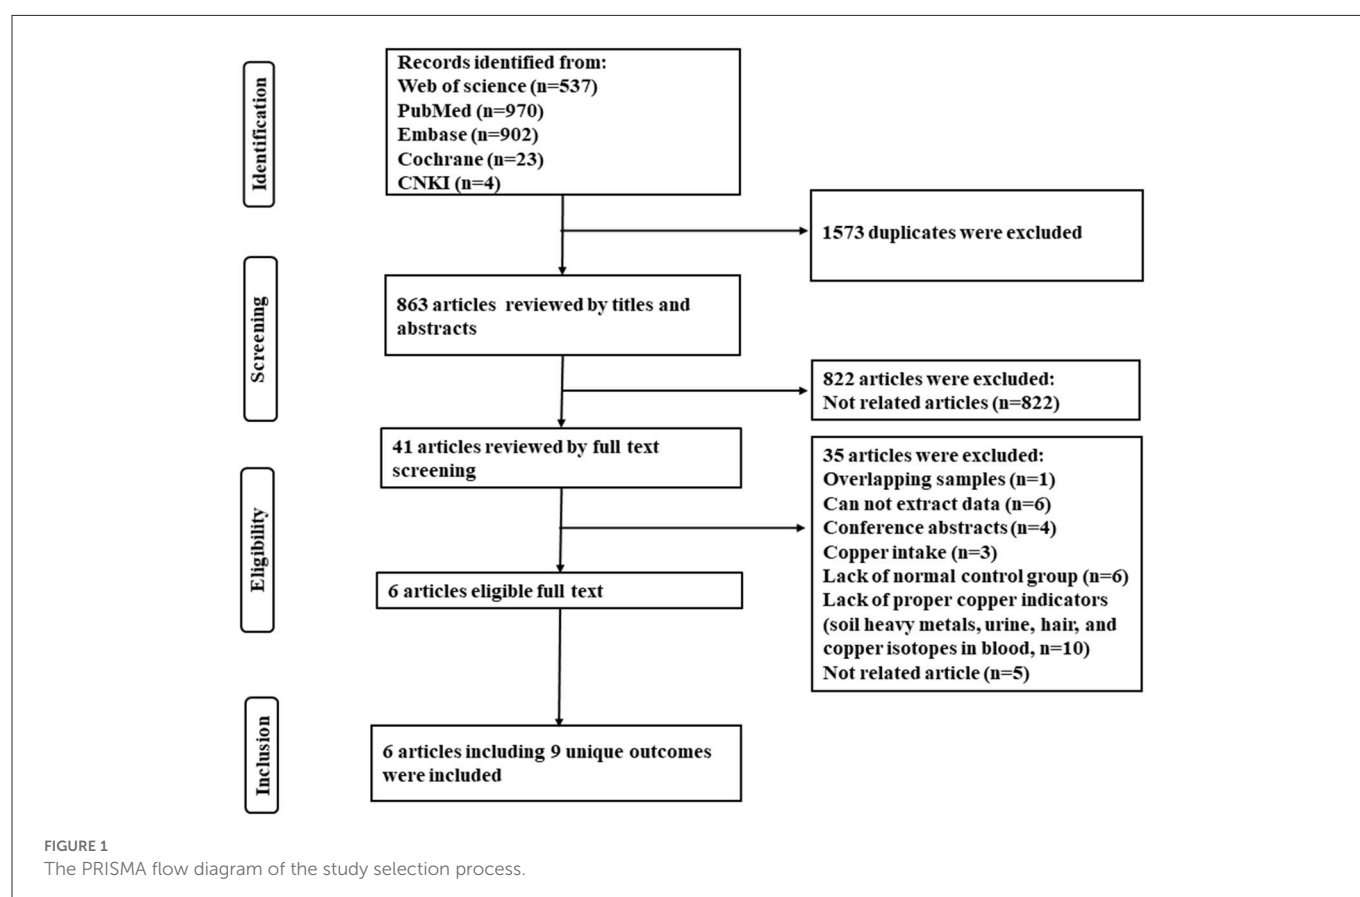 Identification
Records identified from:
Web of science (n=537)
PubMed (n=970)
Embase (n=902)
Cochrane (n=23)
CNKI (n=4)
1573 duplicates were excluded
Screening
863 articles reviewed by titles and
abstracts
822 articles were excluded:
Not related articles (n=822)
Eligibility
41 articles reviewed by full text
screening
35 articles were excluded:
Overlapping samples (n=1)
Can not extract data (n=6)
Conference abstracts (n=4)
Copper intake (n=3)
Lack of normal control group (n=6)
Lack of proper copper indicators
(soil heavy metals, urine, hair, and
copper isotopes in blood, n=10)
Not related article (n=5)
6 articles eligible full text
Inclusion
6 articles including 9 unique outcomes
were included
FIGURE 1
The PRISMA flow diagram of the study selection process.